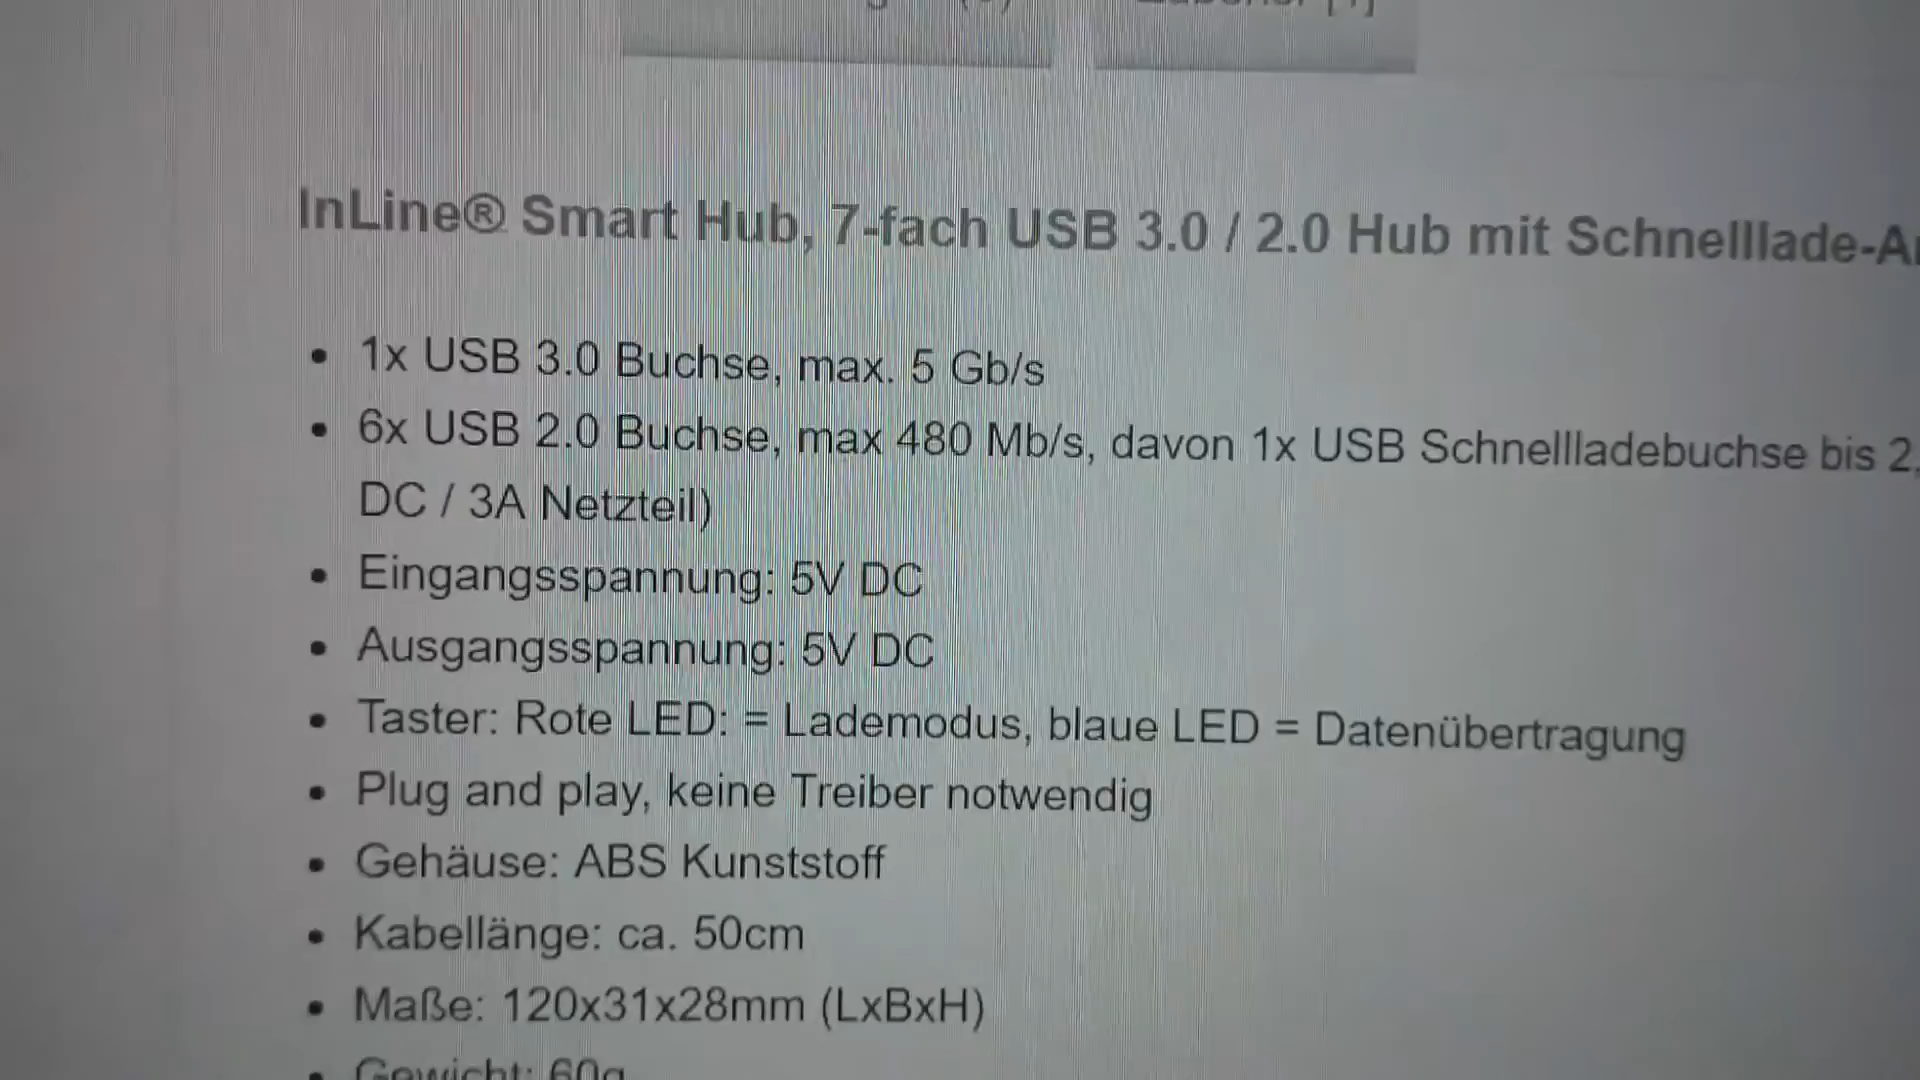 InLine® Smart Hub, 7-fach USB 3.0 / 2.0 Hub mit Schnelllade-
• 1x USB 3.0 Buchse, max. 5 Gb/s
• 6x USB 2.0 Buchse, max 480 Mb/s, davon 1x USB Schnellladebuchse bis 2,
DC / 3A Netzteil)
• Eingangsspannung: 5V DC
• Ausgangsspannung: 5V DC
• Taster: Rote LED: = Lademodus, blaue LED = Datenübertragung
• Plug and play, keine Treiber notwendig
• Gehäuse: ABS Kunststoff
• Kabellänge: ca. 50cm
• Maße: 120x31x28mm (LxBxH)
• Gewicht: 60g